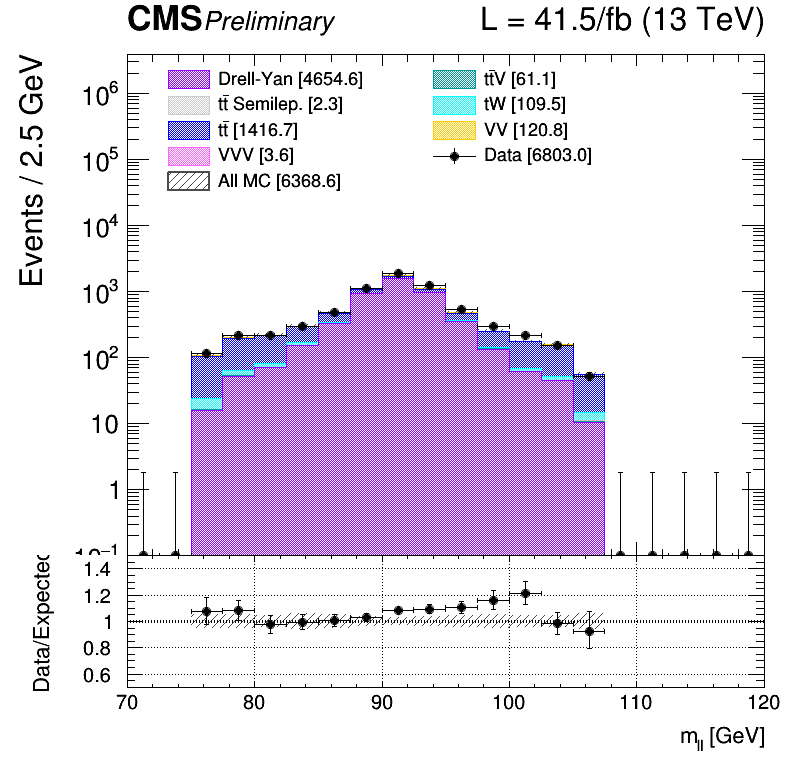 CMS Preliminary L = 41.5/fb (13 TeV)
Events / 2.5 GeV
Drell-Yan [4654.6]
tt̄V [61.1]
tt̄ Semilep. [2.3]
tW [109.5]
tt̄ [1416.7]
VV [120.8]
VVV [3.6]
Data [6803.0]
All MC [6368.6]
10⁶
10⁵
10⁴
10³
10²
10
1
10⁻¹
Data/Expected
1.4
1.2
1
0.8
0.6
70 80 90 100 110 120
m_ll [GeV]